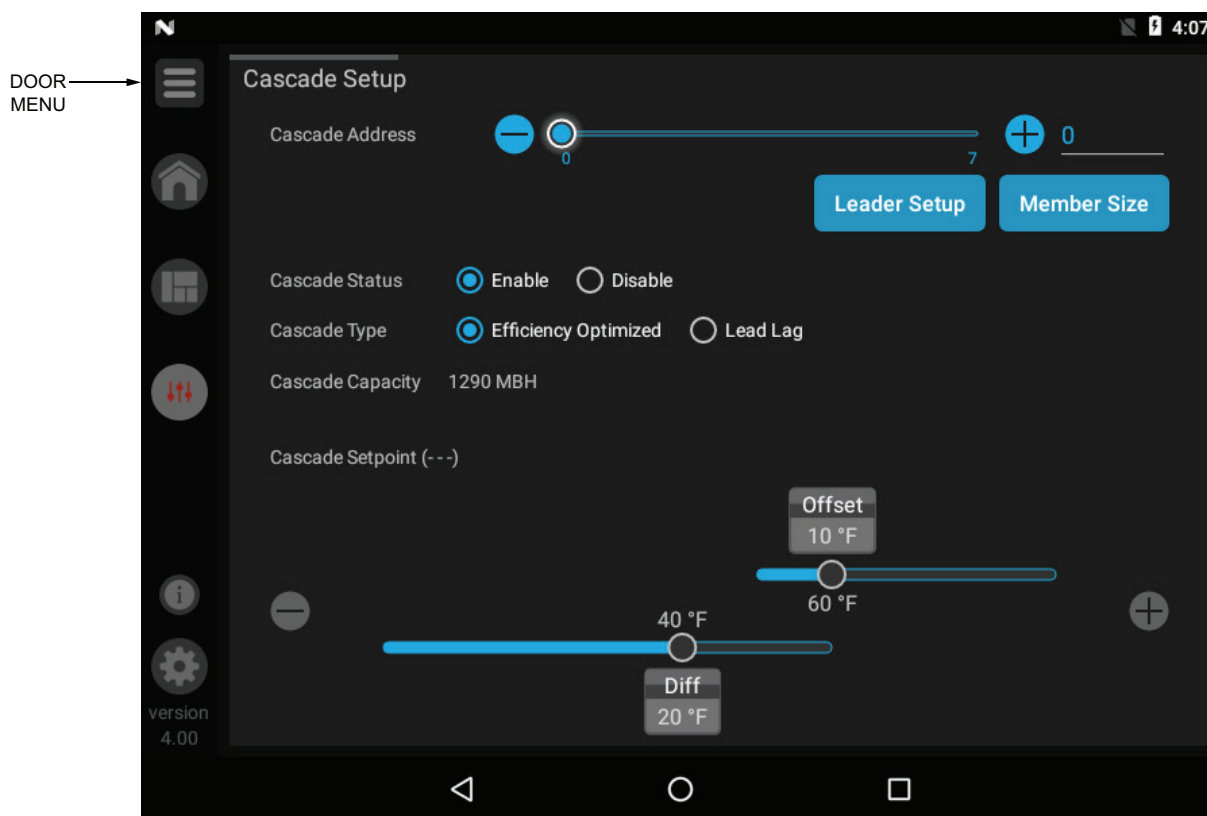 4:07
DOOR
MENU
Cascade Setup
Cascade Address
0
7
0
Leader Setup
Member Size
Cascade Status
Enable
Disable
Cascade Type
Efficiency Optimized
Lead Lag
Cascade Capacity
1290 MBH
Cascade Setpoint (---)
Offset
10 °F
60 °F
40 °F
Diff
20 °F
version
4.00